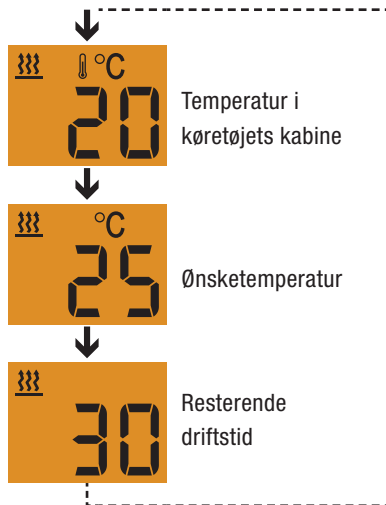 °C
20
Temperatur i
køretøjets kabine
°C
25
Ønsketemperatur
30
Resterende
driftstid